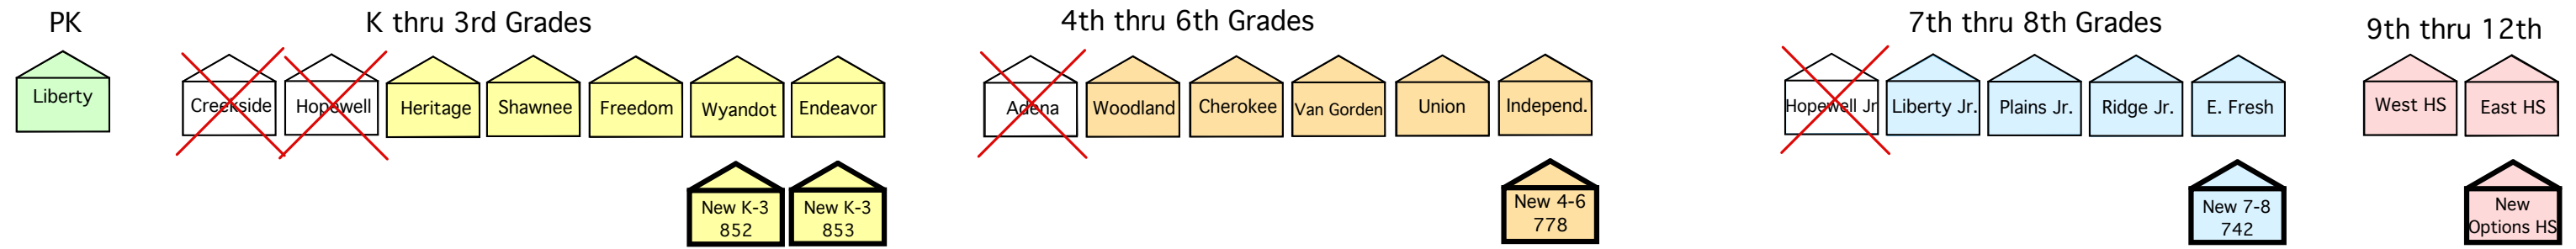 PK
K thru 3rd Grades
4th thru 6th Grades
7th thru 8th Grades
9th thru 12th
Liberty
Creekside
Hopewell
Heritage
Shawnee
Freedom
Wyandot
Endeavor
Adena
Woodland
Cherokee
Van Gorden
Union
Independ.
Hopewell Jr
Liberty Jr.
Plains Jr.
Ridge Jr.
E. Fresh
West HS
East HS
New K-3
852
New K-3
853
New 4-6
778
New 7-8
742
New
Options HS